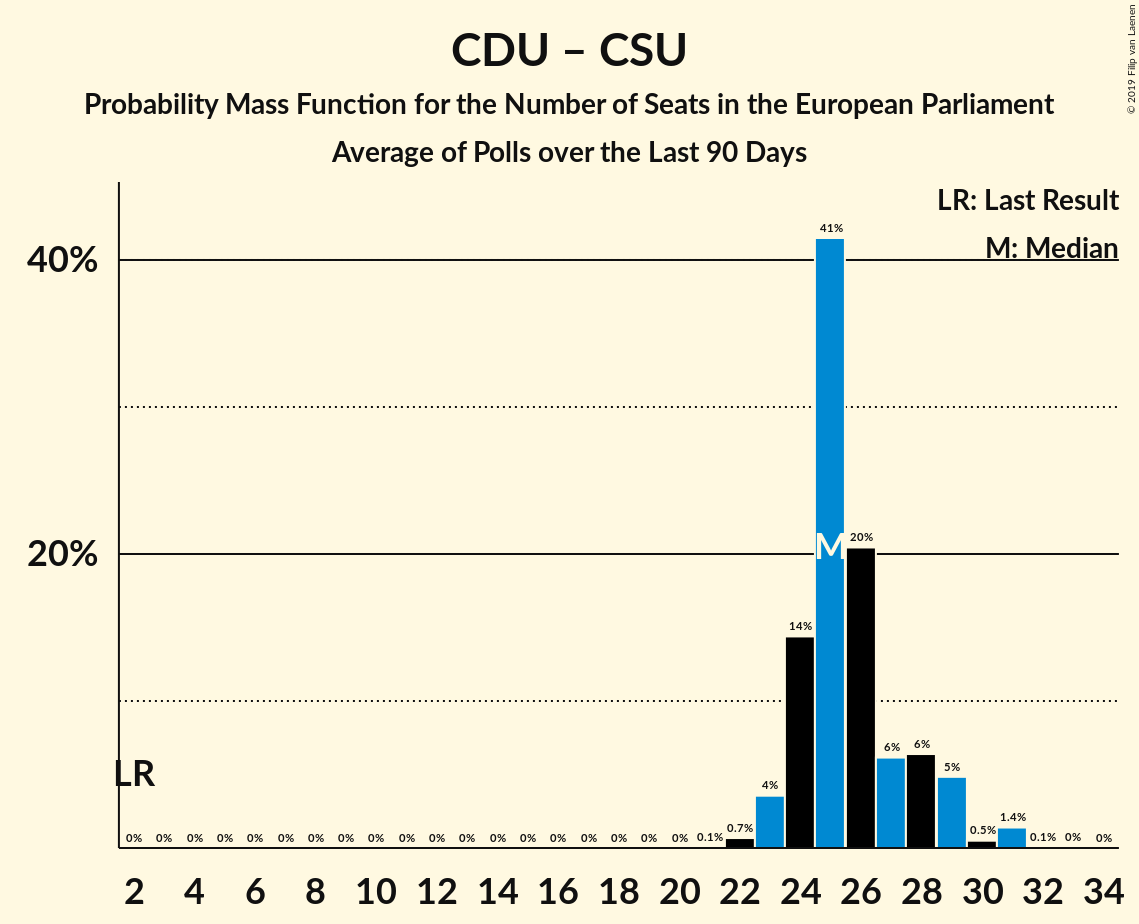 © 2019 Filip van Laenen
CDU – CSU
Probability Mass Function for the Number of Seats in the European Parliament
Average of Polls over the Last 90 Days
LR: Last Result
M: Median
40%
20%
41%
M
20%
14%
6%
6%
5%
4%
LR
1.4%
0% 0% 0% 0% 0% 0% 0% 0% 0% 0% 0% 0% 0% 0% 0% 0% 0% 0% 0% 0.1% 0.7% 0.5% 0.1% 0% 0%
2 4 6 8 10 12 14 16 18 20 22 24 26 28 30 32 34